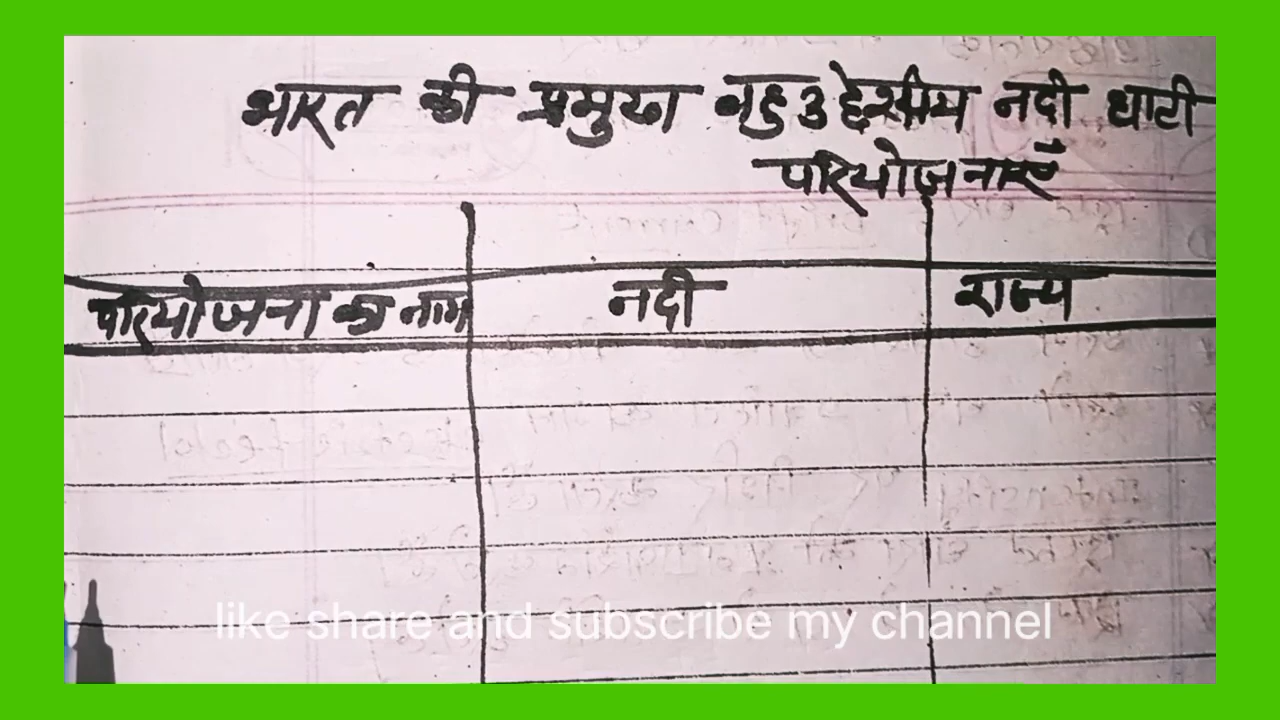 भारत की प्रमुख बहुउद्देशीय नदी घाटी
परियोजनाएँ
परियोजना का नाम नदी राज्य
like share and subscribe my channel